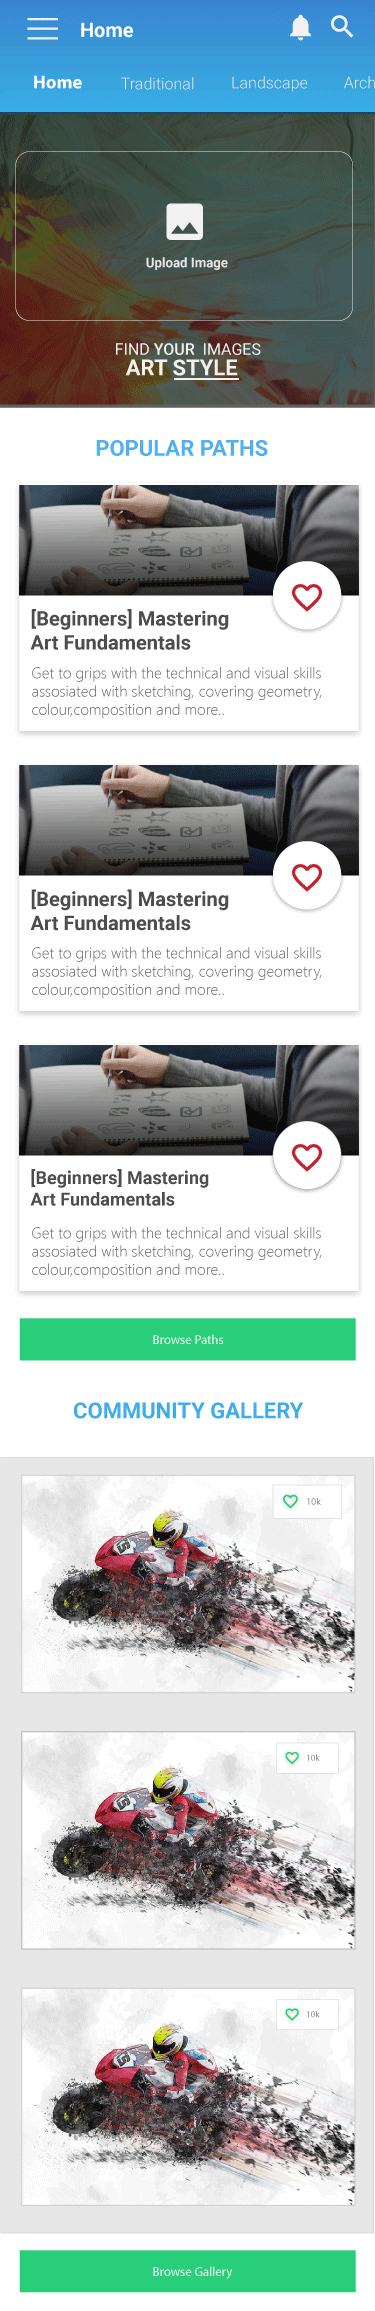 Home
Home Traditional Landscape Arch
Upload Image
FIND YOUR IMAGES
ART STYLE
POPULAR PATHS
[Beginners] Mastering
Art Fundamentals
Get to grips with the technical and visual skills
assosiated with sketching, covering geometry,
colour,composition and more..
[Beginners] Mastering
Art Fundamentals
Get to grips with the technical and visual skills
assosiated with sketching, covering geometry,
colour,composition and more..
[Beginners] Mastering
Art Fundamentals
Get to grips with the technical and visual skills
assosiated with sketching, covering geometry,
colour,composition and more..
Browse Paths
COMMUNITY GALLERY
10k
10k
10k
Browse Gallery